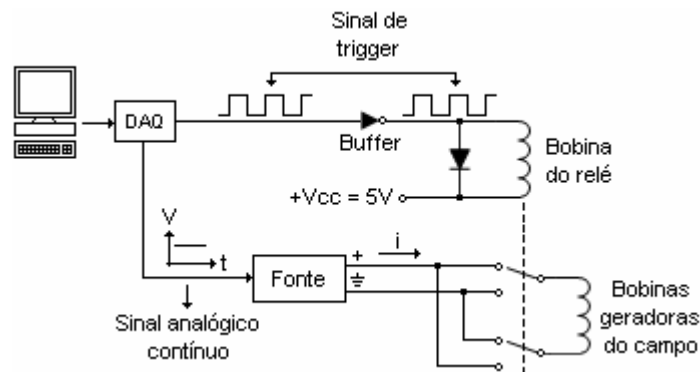 Sinal de
trigger
DAQ
Buffer
Bobina
do relé
+Vcc = 5V
V
t
i
Fonte
+
Sinal analógico
contínuo
Bobinas
geradoras
do campo